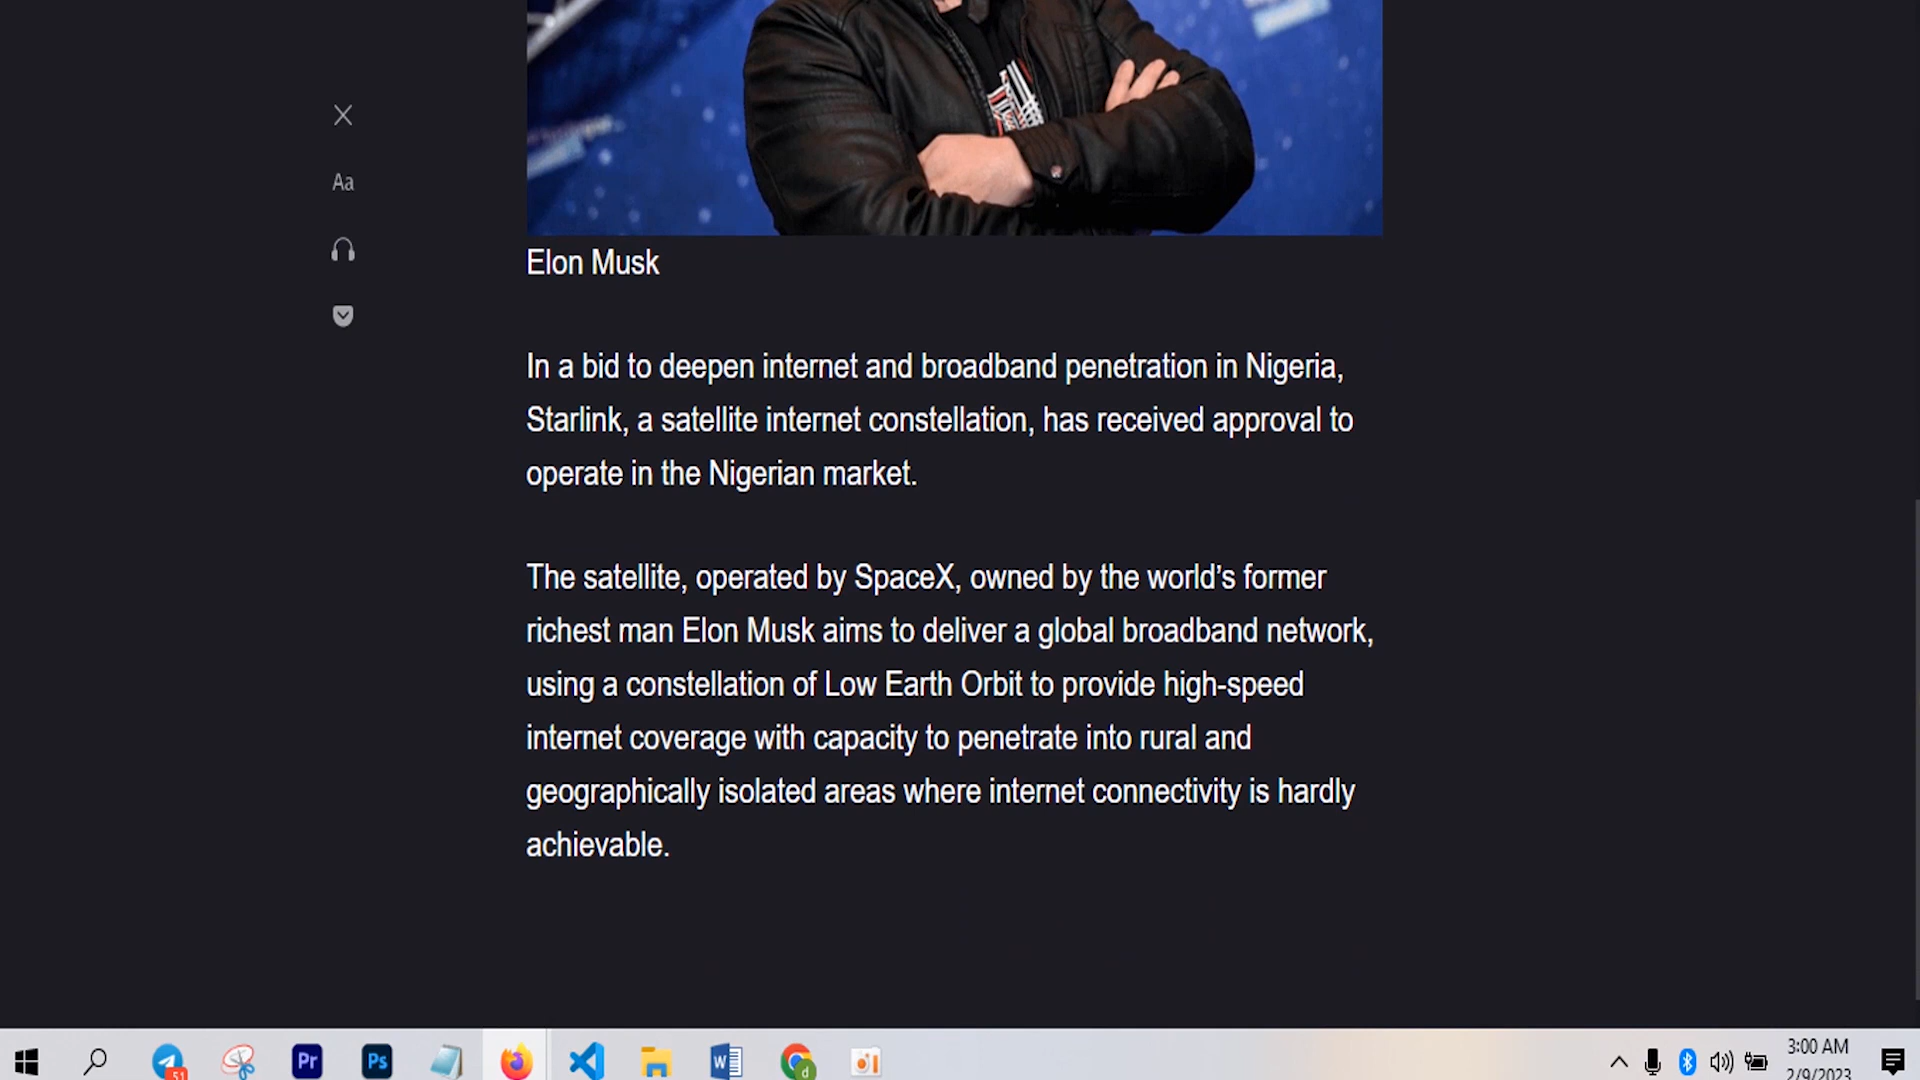 Aa
Elon Musk
In a bid to deepen internet and broadband penetration in Nigeria,
Starlink, a satellite internet constellation, has received approval to
operate in the Nigerian market.
The satellite, operated by SpaceX, owned by the world’s former
richest man Elon Musk aims to deliver a global broadband network,
using a constellation of Low Earth Orbit to provide high-speed
internet coverage with capacity to penetrate into rural and
geographically isolated areas where internet connectivity is hardly
achievable.
51
Pr
Ps
W
d
3:00 AM
2/9/2023